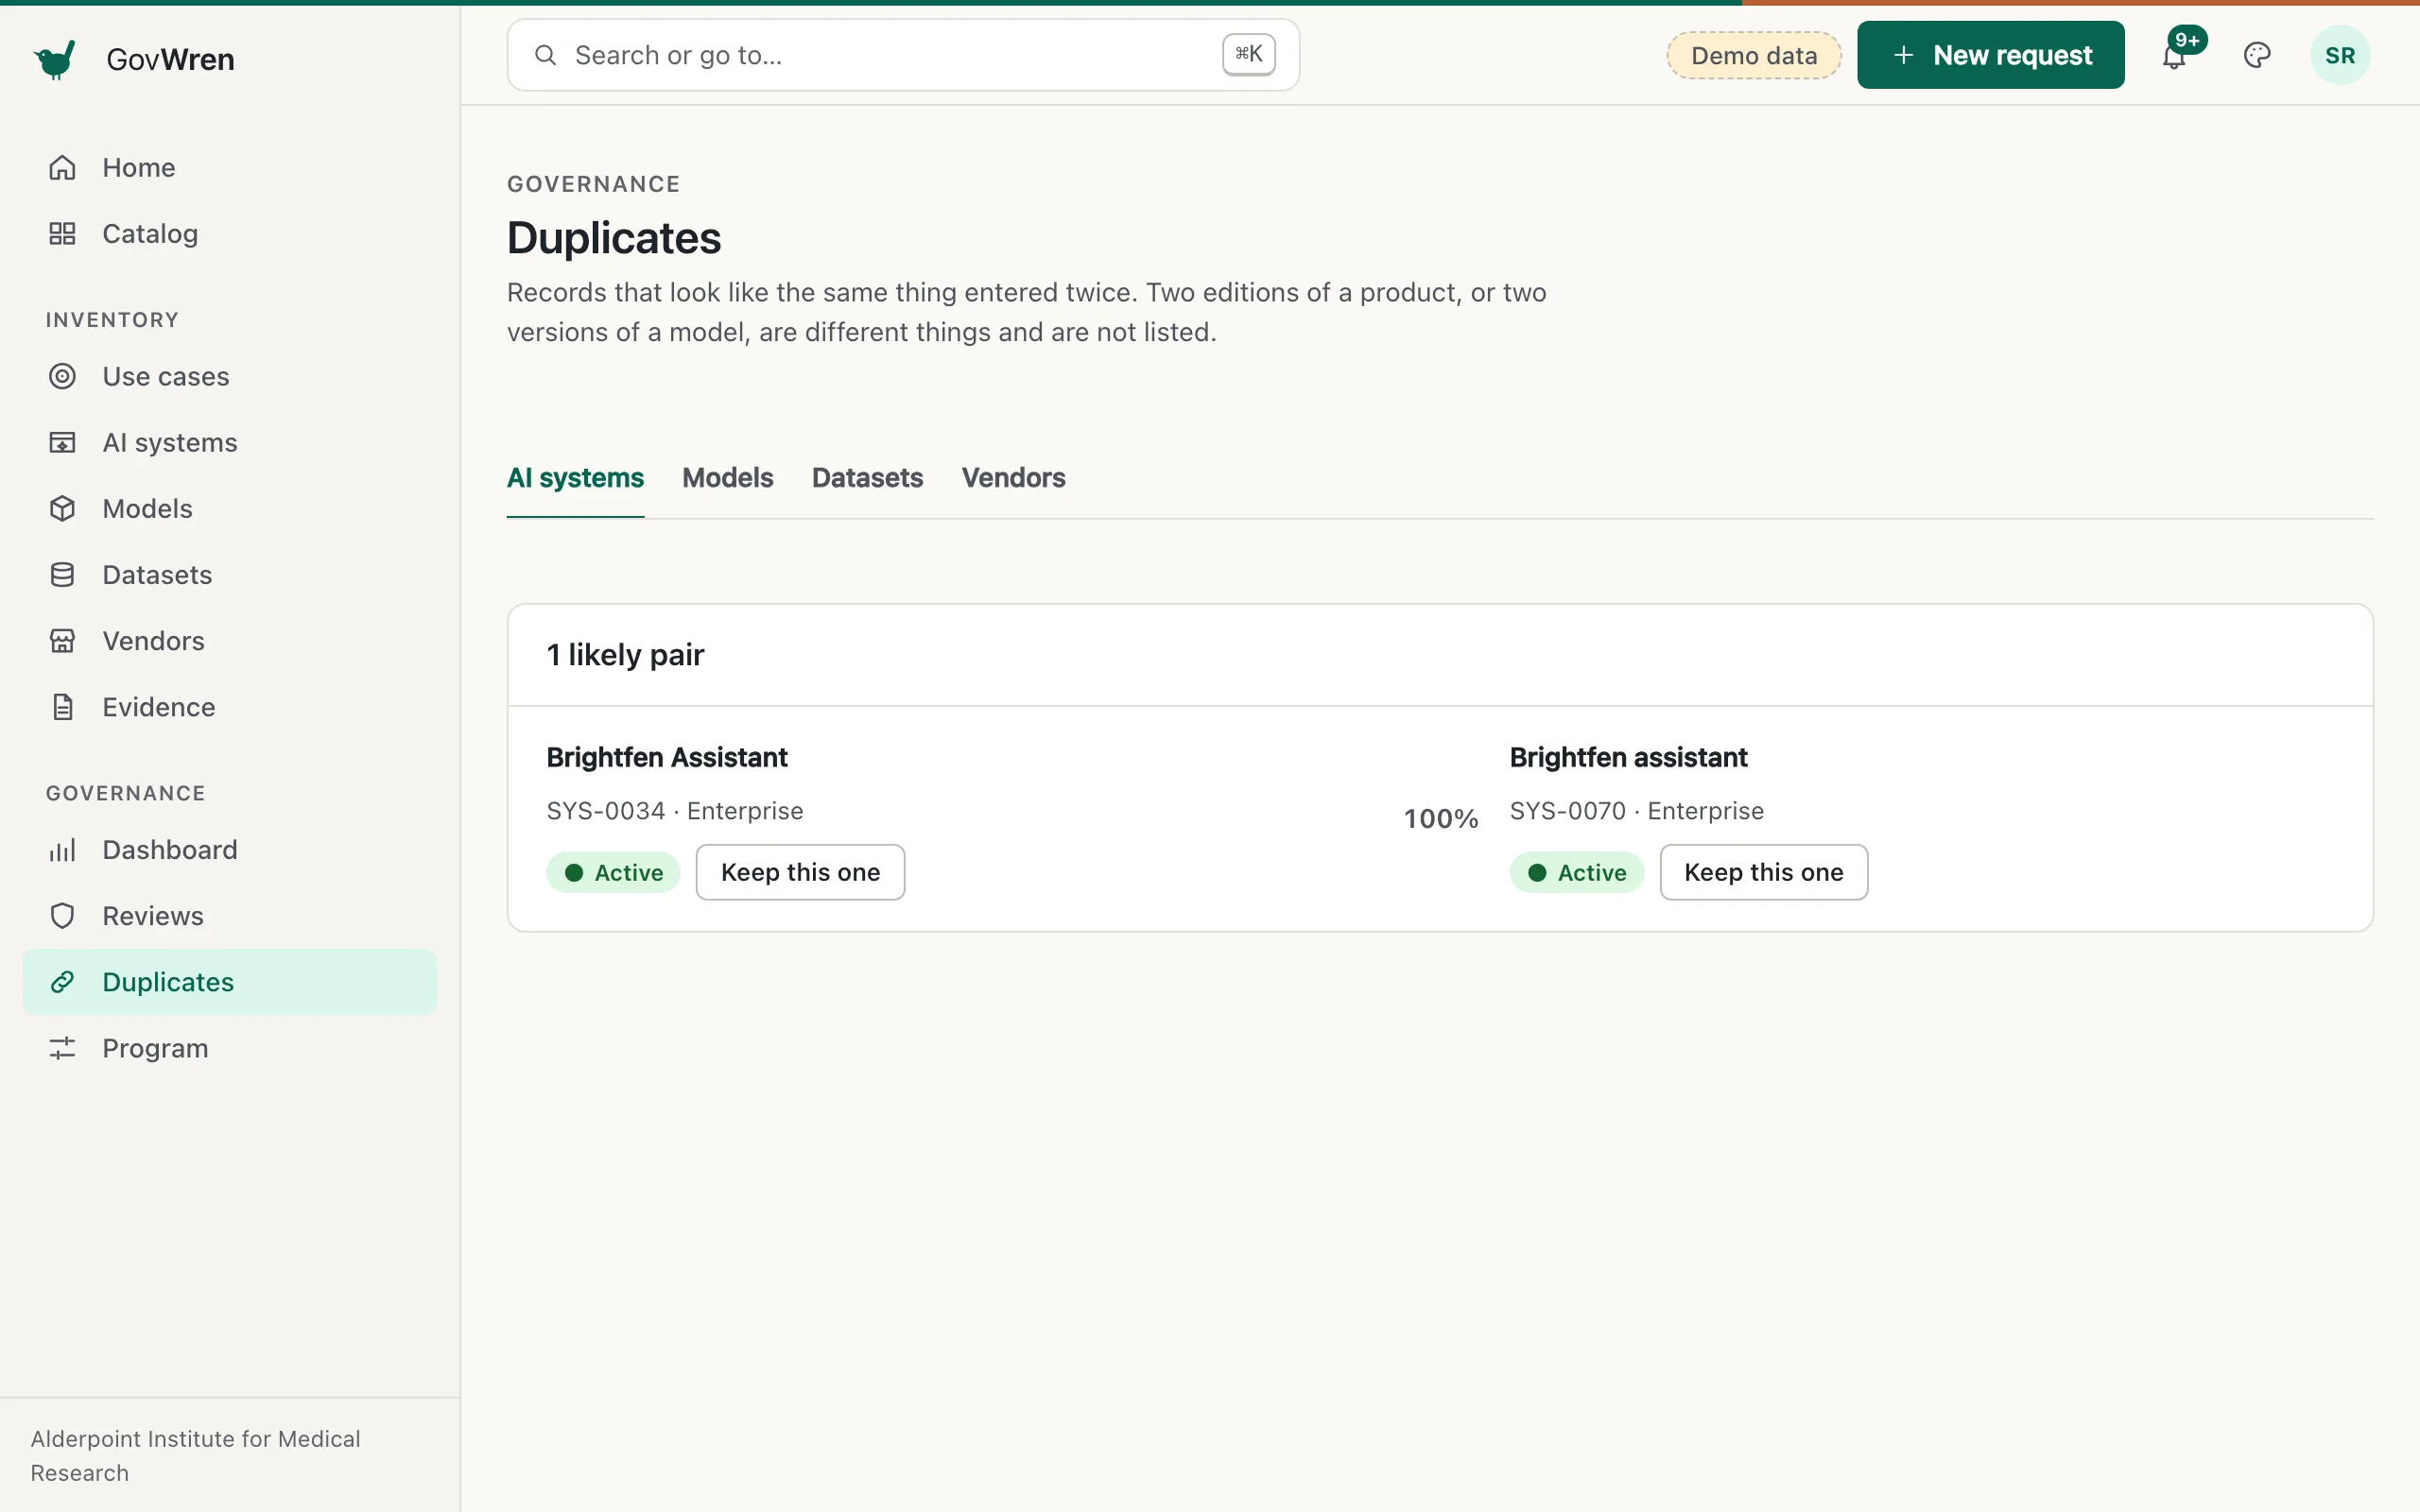 GovWren
Search or go to...
⌘K
Demo data
New request
9+
SR
Home
Catalog
INVENTORY
Use cases
AI systems
Models
Datasets
Vendors
Evidence
GOVERNANCE
Dashboard
Reviews
Duplicates
Program
Alderpoint Institute for Medical
Research
GOVERNANCE
Duplicates
Records that look like the same thing entered twice. Two editions of a product, or two
versions of a model, are different things and are not listed.
AI systems Models Datasets Vendors
1 likely pair
Brightfen Assistant
SYS-0034 · Enterprise
Active Keep this one
100%
Brightfen assistant
SYS-0070 · Enterprise
Active Keep this one